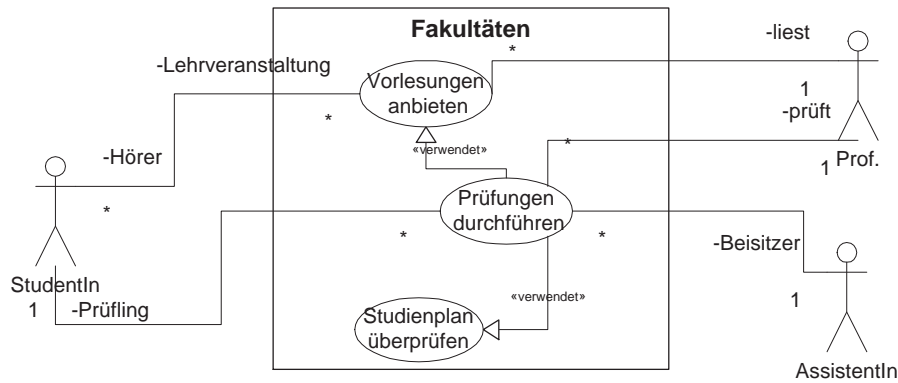 Fakultäten
*
-liest
-Lehrveranstaltung
Vorlesungen
anbieten
*
1
-prüft
«verwendet»
*
-Hörer
1
Prof.
*
Prüfungen
durchführen
*
*
-Beisitzer
StudentIn
1
-Prüfling
«verwendet»
1
Studienplan
überprüfen
AssistentIn